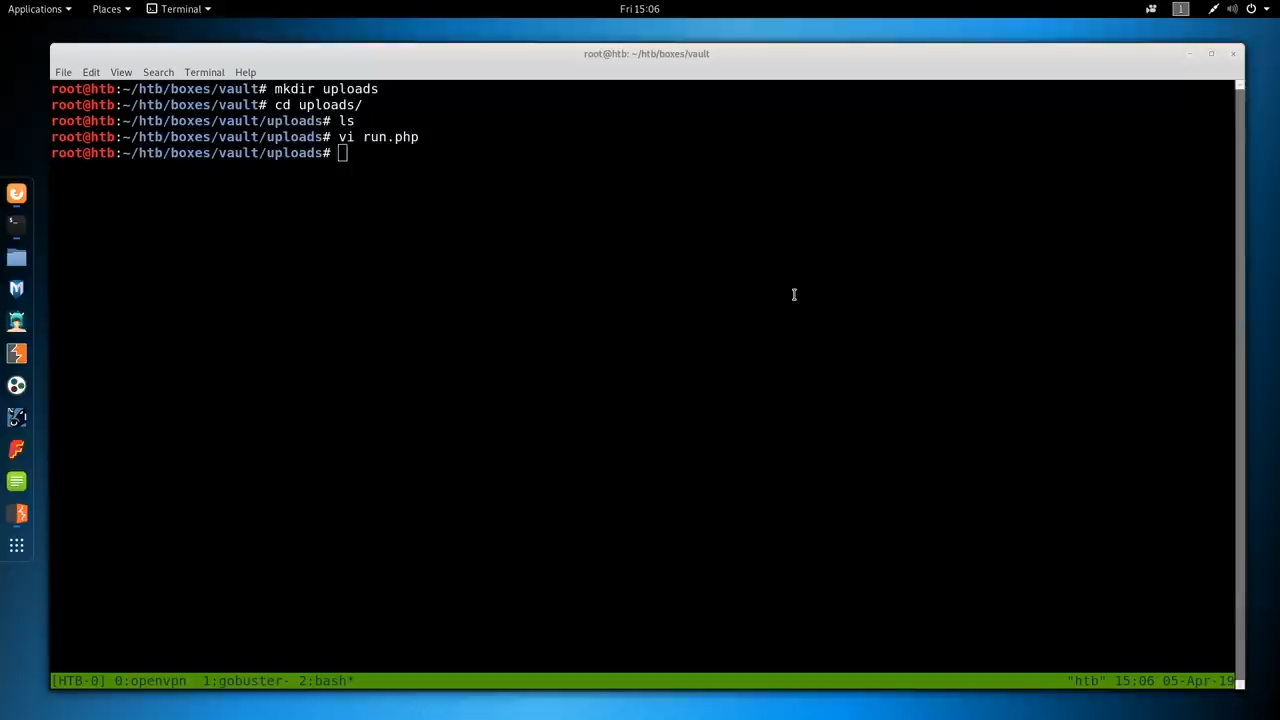 Applications Places Terminal Fri 15:06 1
root@htb: ~/htb/boxes/vault
File Edit View Search Terminal Help
root@htb:~/htb/boxes/vault# mkdir uploads
root@htb:~/htb/boxes/vault# cd uploads/
root@htb:~/htb/boxes/vault/uploads# ls
root@htb:~/htb/boxes/vault/uploads# vi run.php
root@htb:~/htb/boxes/vault/uploads#
[HTB-0] 0:openvpn 1:gobuster- 2:bash* "htb" 15:06 05-Apr-19